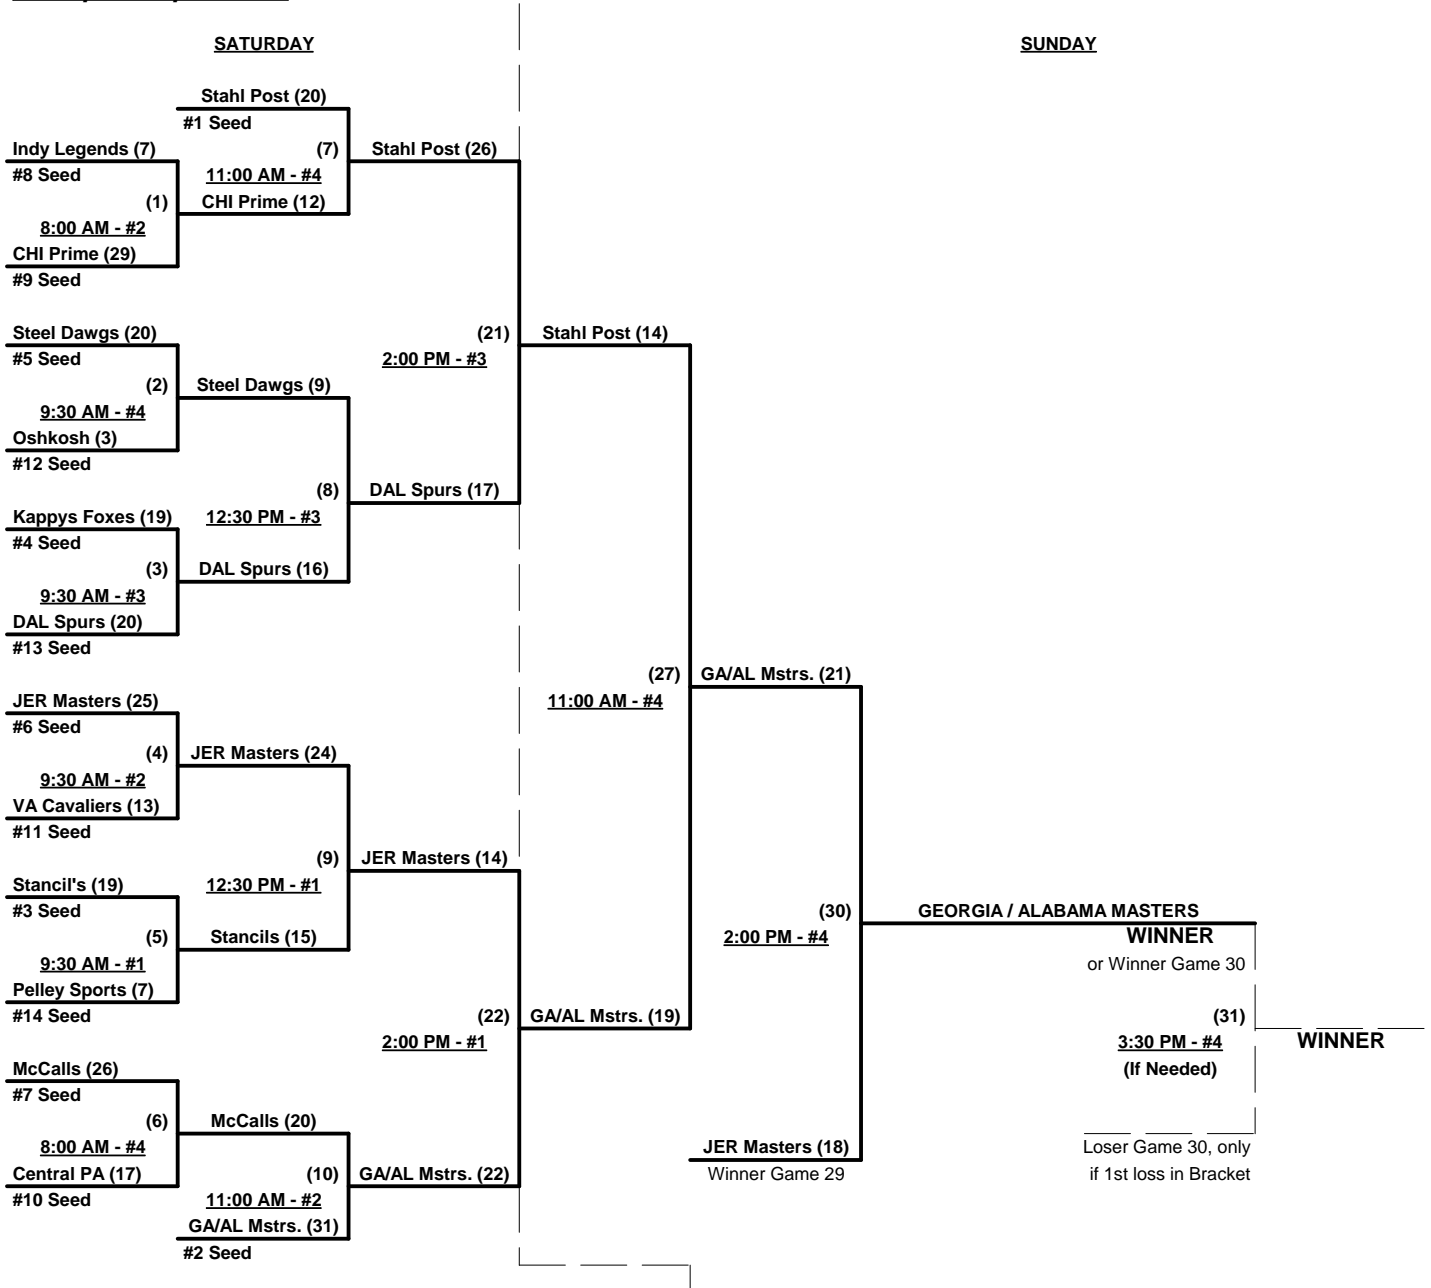 SATURDAY
SUNDAY
Stahl Post (20)
#1 Seed
Indy Legends (7)
(7)
Stahl Post (26)
#8 Seed
11:00 AM - #4
(1)
CHI Prime (12)
8:00 AM - #2
CHI Prime (29)
#9 Seed
Steel Dawgs (20)
(21)
Stahl Post (14)
#5 Seed
2:00 PM - #3
(2)
Steel Dawgs (9)
9:30 AM - #4
Oshkosh (3)
#12 Seed
(8)
DAL Spurs (17)
Kappys Foxes (19)
12:30 PM - #3
#4 Seed
(3)
DAL Spurs (16)
9:30 AM - #3
DAL Spurs (20)
#13 Seed
(27)
GA/AL Mstrs. (21)
JER Masters (25)
11:00 AM - #4
#6 Seed
(4)
JER Masters (24)
9:30 AM - #2
VA Cavaliers (13)
#11 Seed
(9)
JER Masters (14)
Stancil's (19)
12:30 PM - #1
#3 Seed
(30)
GEORGIA / ALABAMA MASTERS
(5)
Stancils (15)
2:00 PM - #4
WINNER
9:30 AM - #1
or Winner Game 30
Pelley Sports (7)
#14 Seed
(22)
GA/AL Mstrs. (19)
(31)
2:00 PM - #1
3:30 PM - #4
WINNER
McCalls (26)
(If Needed)
#7 Seed
(6)
McCalls (20)
8:00 AM - #4
JER Masters (18)
Loser Game 30, only
Central PA (17)
(10)
GA/AL Mstrs. (22)
Winner Game 29
if 1st loss in Bracket
#10 Seed
11:00 AM - #2
GA/AL Mstrs. (31)
#2 Seed